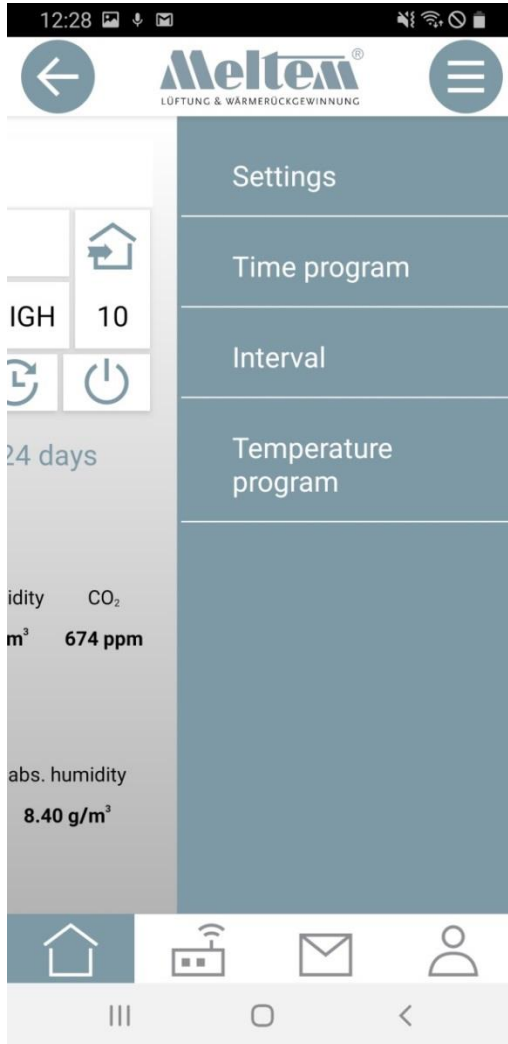 12:28
Meltem®
LÜFTUNG & WÄRMERÜCKGEWINNUNG
Settings
Time program
IGH 10
Interval
24 days
Temperature
program
idity CO₂
m³ 674 ppm
abs. humidity
8.40 g/m³